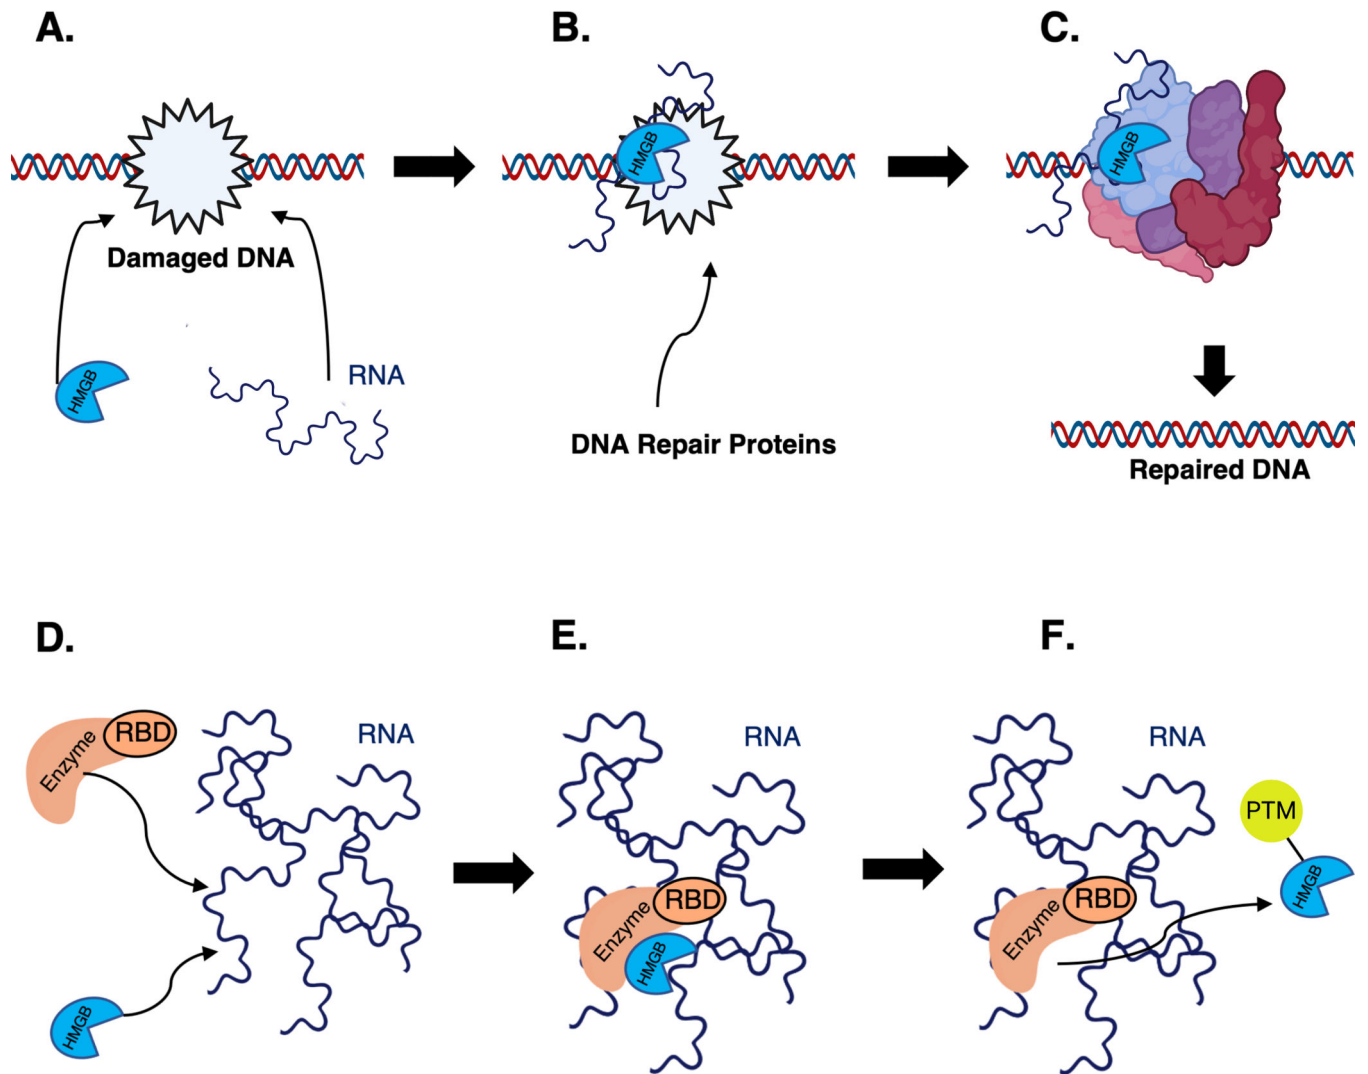 A.
B.
C.
HMGB
HMGB
Damaged DNA
HMGB
RNA
DNA Repair Proteins
Repaired DNA
D.
E.
F.
RBD
Enzyme
RNA
HMGB
RNA
RBD
Enzyme
HMGB
RNA
PTM
HMGB
RBD
Enzyme